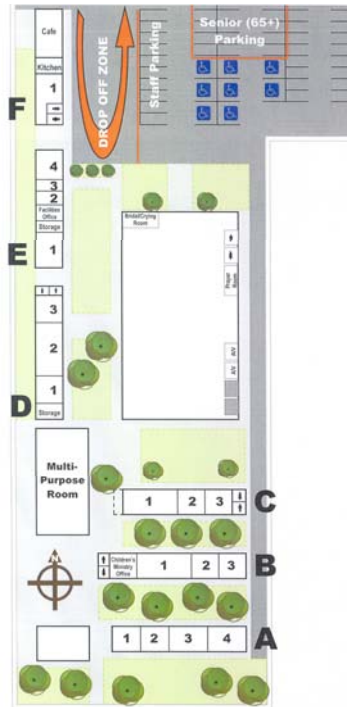 Cafe
Kitchen
1
F
DROP OFF ZONE
Staff Parking
Senior (65+)
Parking
4
3
2
Facilities
Office
Storage
1
E
Bridal/Crying
Room
Prayer
Room
A/V
A/V
3
2
1
Storage
D
Multi-
Purpose
Room
1 2 3
C
N
Children's
Ministry
Office
1 2 3
B
1 2 3 4
A